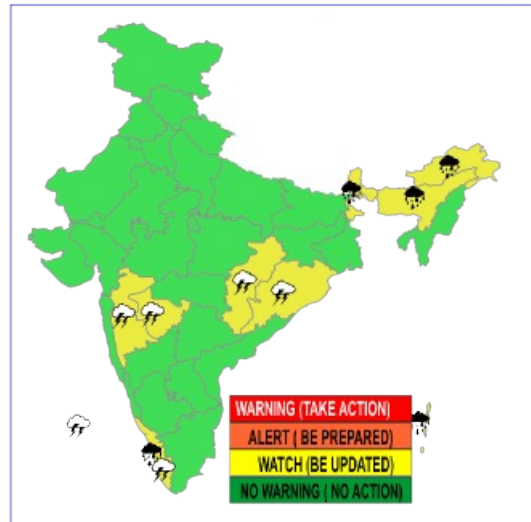 WARNING (TAKE ACTION)
ALERT ( BE PREPARED)
WATCH (BE UPDATED)
NO WARNING ( NO ACTION)